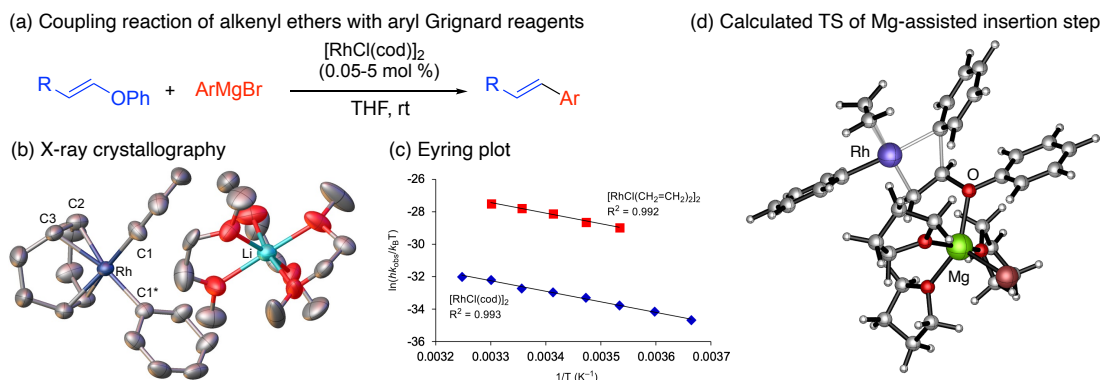 (a) Coupling reaction of alkenyl ethers with aryl Grignard reagents
R
OPh
+
ArMgBr
[RhCl(cod)]2
(0.05-5 mol %)
THF, rt
R
Ar
(b) X-ray crystallography
C2
C3
C1
Rh
C1*
Li
(c) Eyring plot
ln(hkobs/kBT)
-26
-28
-30
-32
-34
-36
[RhCl(CH2=CH2)2]2
R2 = 0.992
[RhCl(cod)]2
R2 = 0.993
0.0032 0.0033 0.0034 0.0035 0.0036 0.0037
1/T (K-1)
(d) Calculated TS of Mg-assisted insertion step
Rh
O
Mg